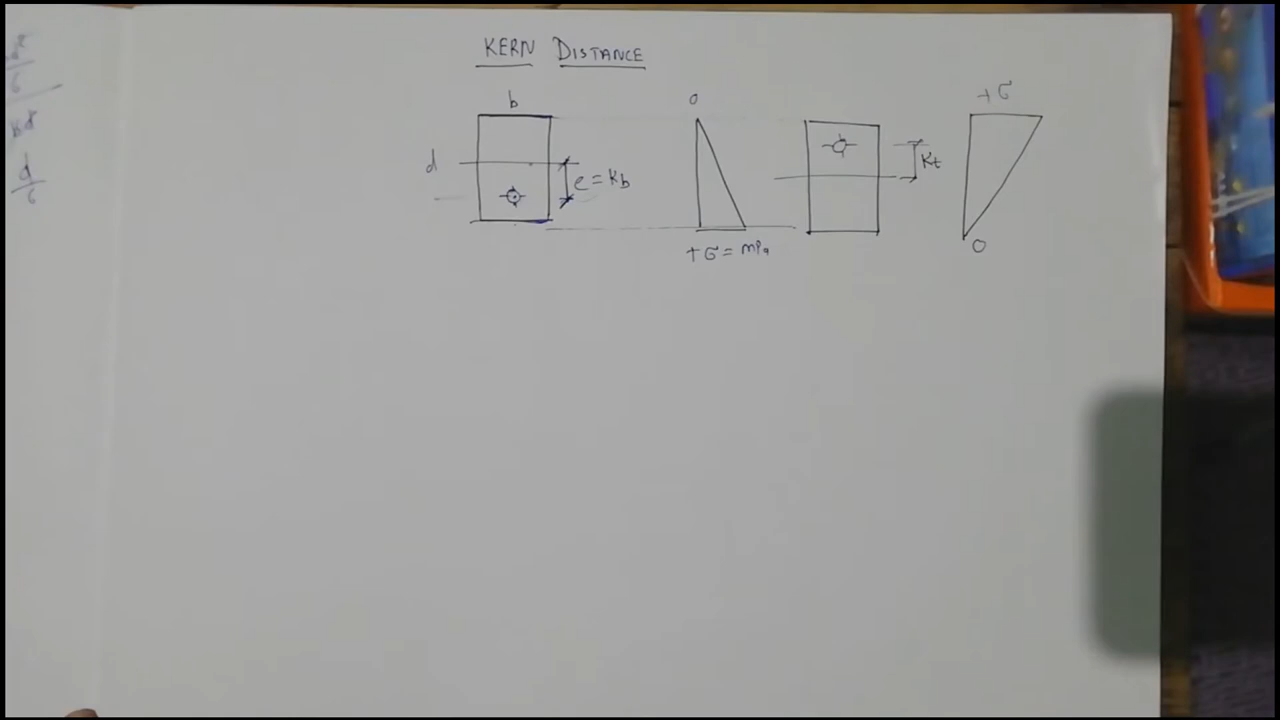 KERN DISTANCE
b
d
e = Kb
0
+σ = mPa
Kt
+σ
0
d
6